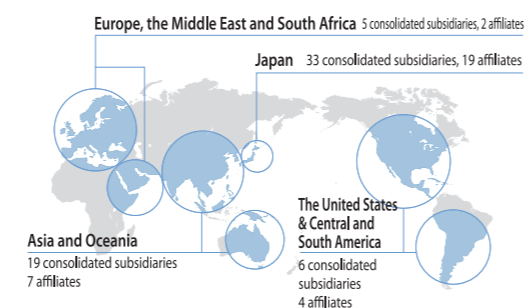 Europe, the Middle East and South Africa 5 consolidated subsidiaries, 2 affiliates
Japan 33 consolidated subsidiaries, 19 affiliates
The United States
& Central and
South America
6 consolidated
subsidiaries
4 affiliates
Asia and Oceania
19 consolidated subsidiaries
7 affiliates